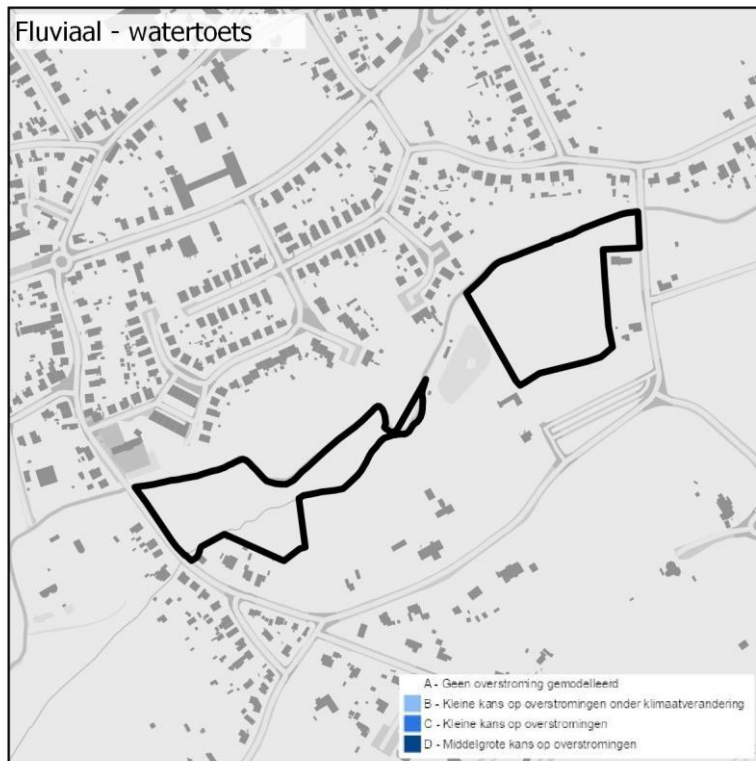 Fluviaal - watertoets
A - Geen overstroming gemodelleerd
B - Kleine kans op overstromingen onder klimaatverandering
C - Kleine kans op overstromingen
D - Middelgrote kans op overstromingen